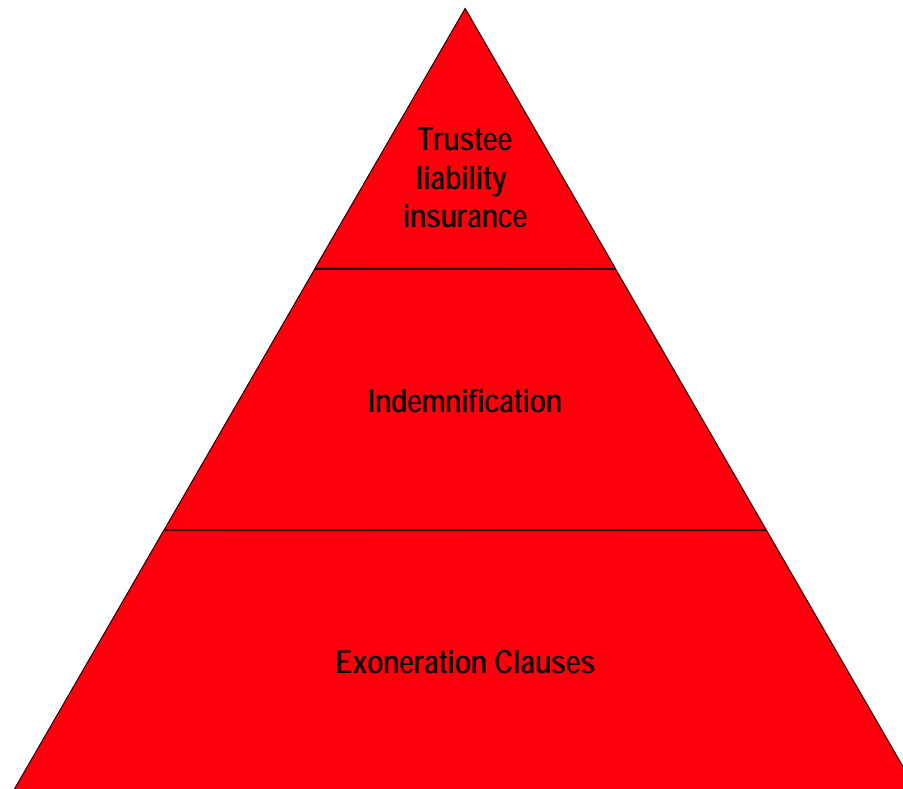 Trustee
liability
insurance
Indemnification
Exoneration Clauses